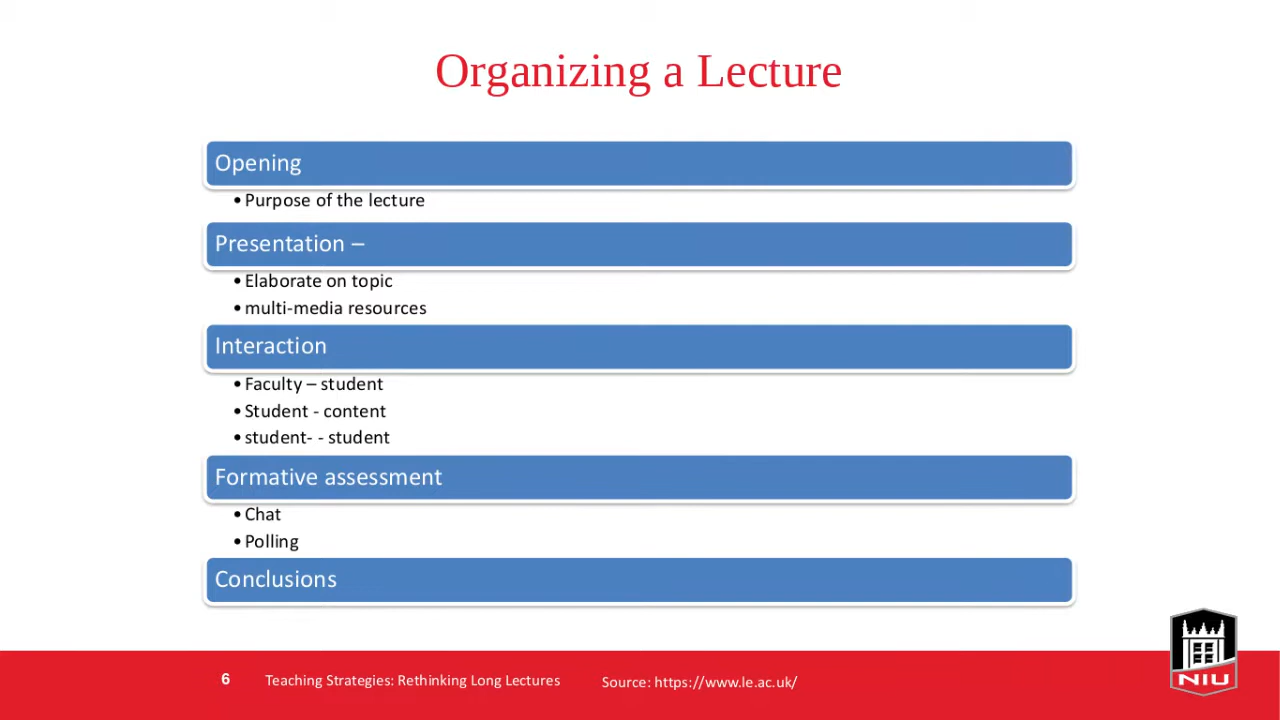 Organizing a Lecture
Opening
• Purpose of the lecture
Presentation –
• Elaborate on topic
• multi-media resources
Interaction
• Faculty – student
• Student - content
• student- - student
Formative assessment
• Chat
• Polling
Conclusions
6 Teaching Strategies: Rethinking Long Lectures Source: https://www.le.ac.uk/
NIU